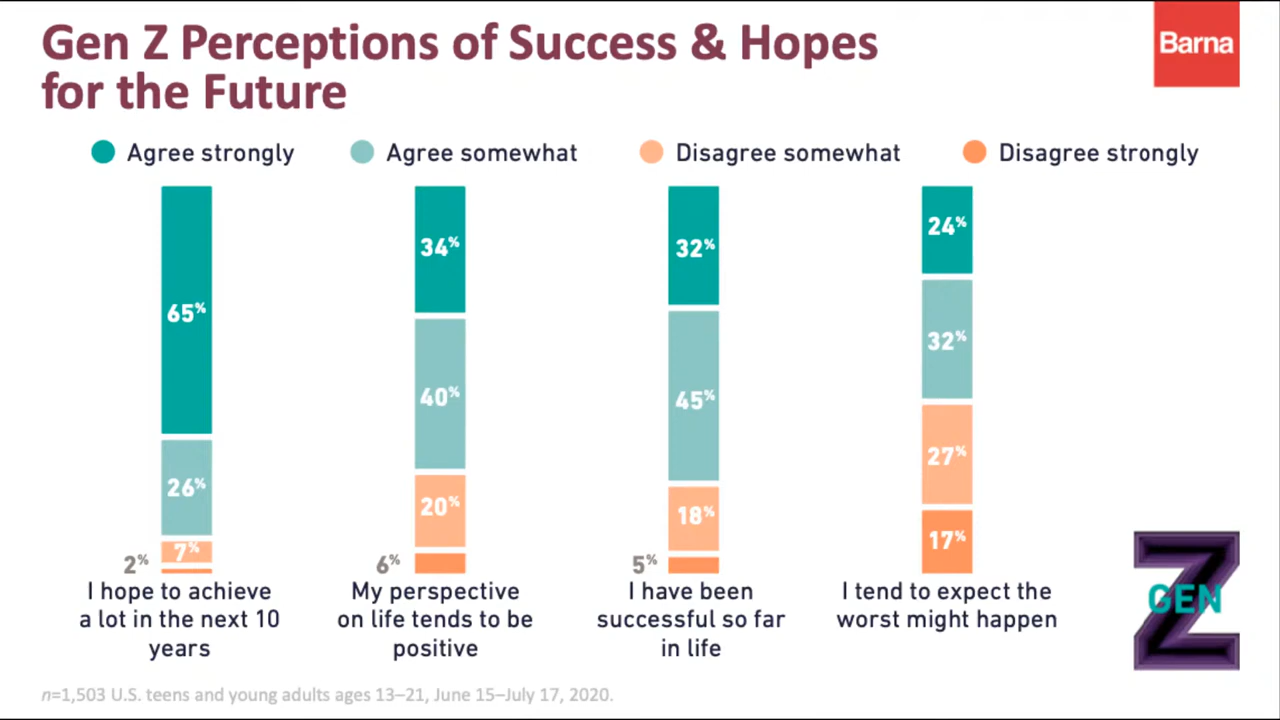 Gen Z Perceptions of Success & Hopes
for the Future
Barna
Agree strongly
Agree somewhat
Disagree somewhat
Disagree strongly
65%
26%
7%
2%
I hope to achieve
a lot in the next 10
years
34%
40%
20%
6%
My perspective
on life tends to be
positive
32%
45%
18%
5%
I have been
successful so far
in life
24%
32%
27%
17%
I tend to expect the
worst might happen
GEN
Z
n=1,503 U.S. teens and young adults ages 13–21, June 15–July 17, 2020.